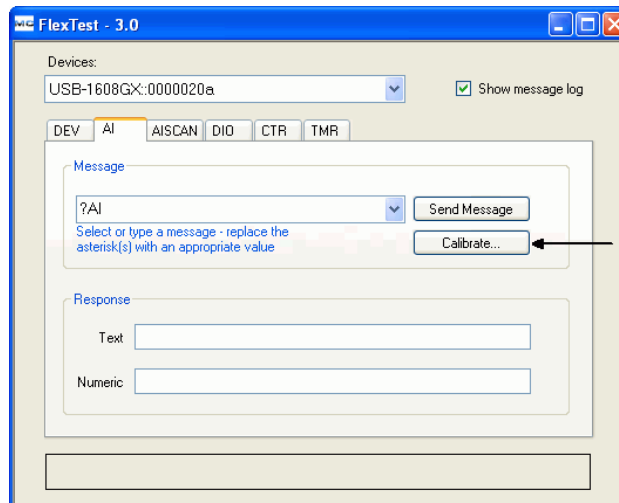 MC FlexTest - 3.0
Devices:
USB-1608GX::0000020a
Show message log
DEV AI AISCAN DIO CTR TMR
Message
?AI
Send Message
Select or type a message - replace the
asterisk(s) with an appropriate value
Calibrate...
Response
Text
Numeric